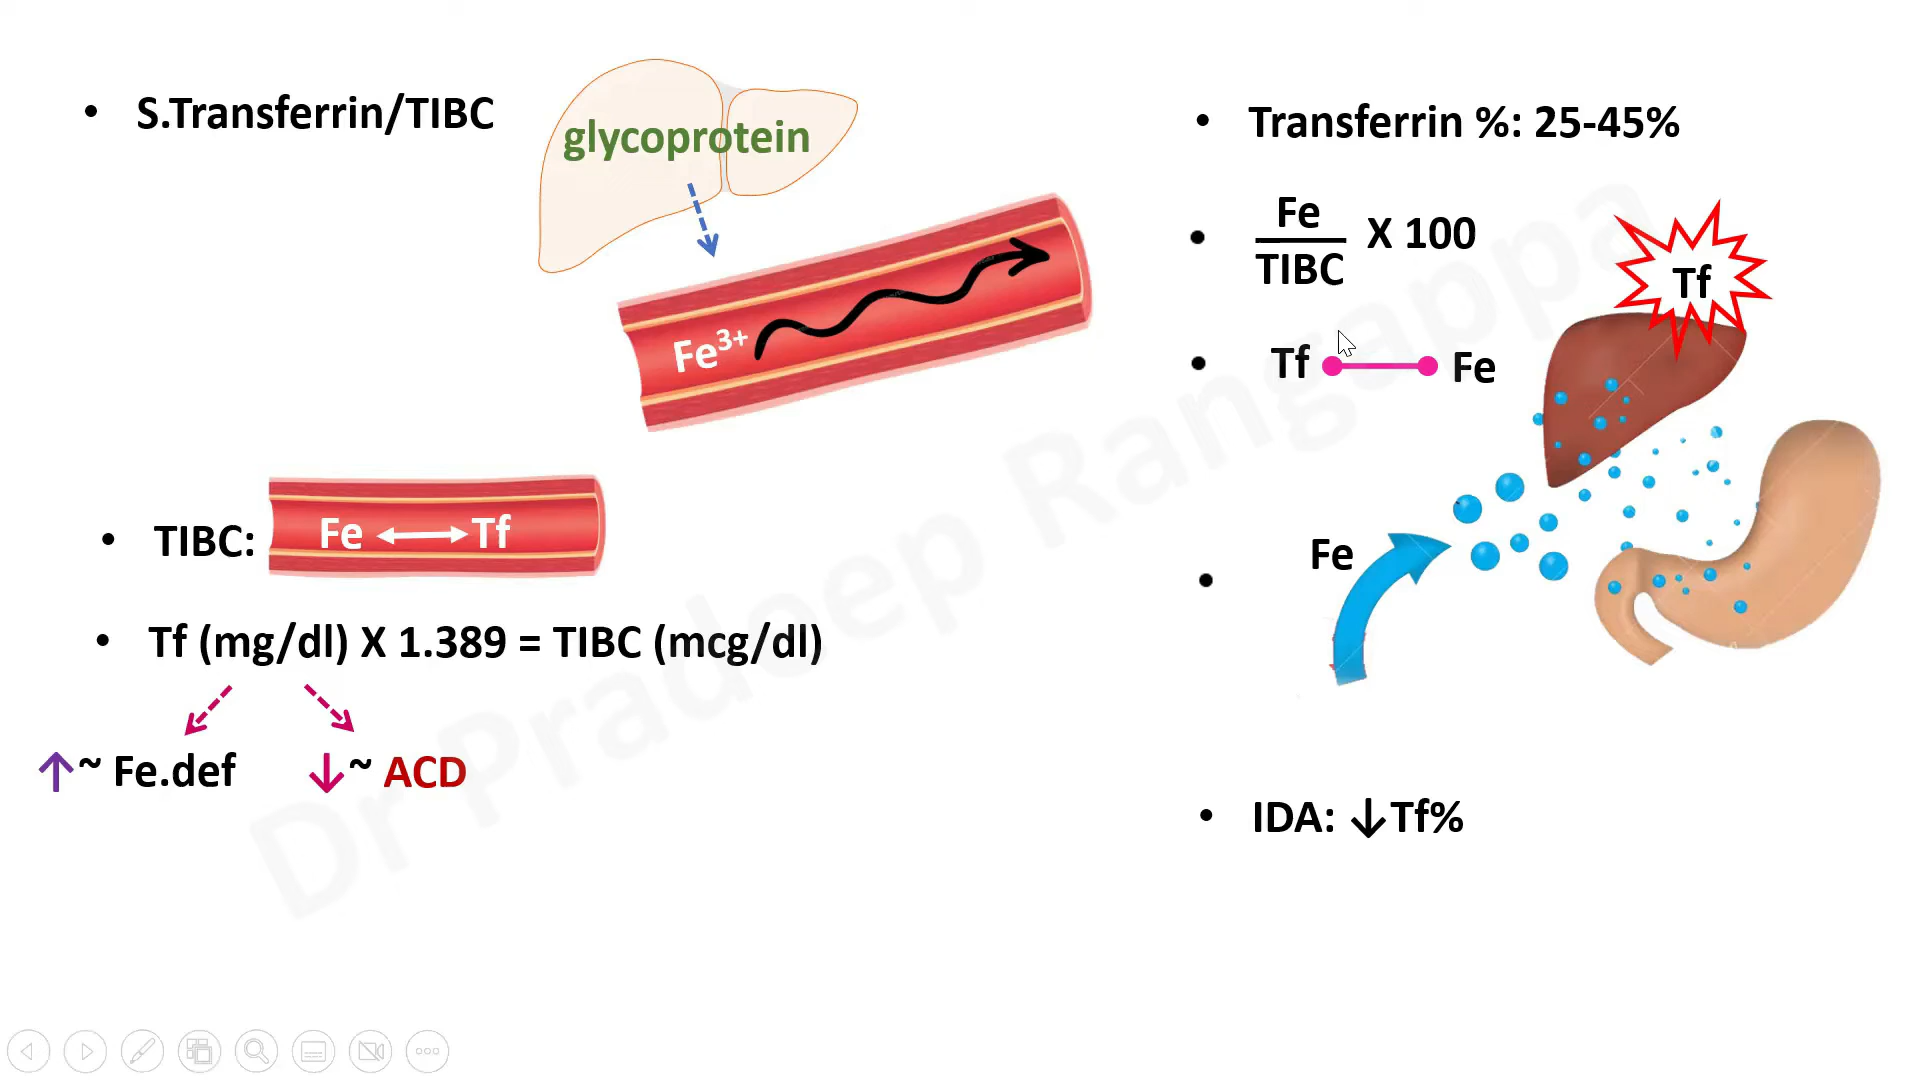 • S.Transferrin/TIBC
glycoprotein
Fe3+
• TIBC: Fe Tf
• Tf (mg/dl) X 1.389 = TIBC (mcg/dl)
↑~ Fe.def ↓~ ACD
• Transferrin %: 25-45%
• Fe
TIBC X 100
Tf
• Tf Fe
• Fe
• IDA: ↓Tf%
Dr Pradeep Rangappa